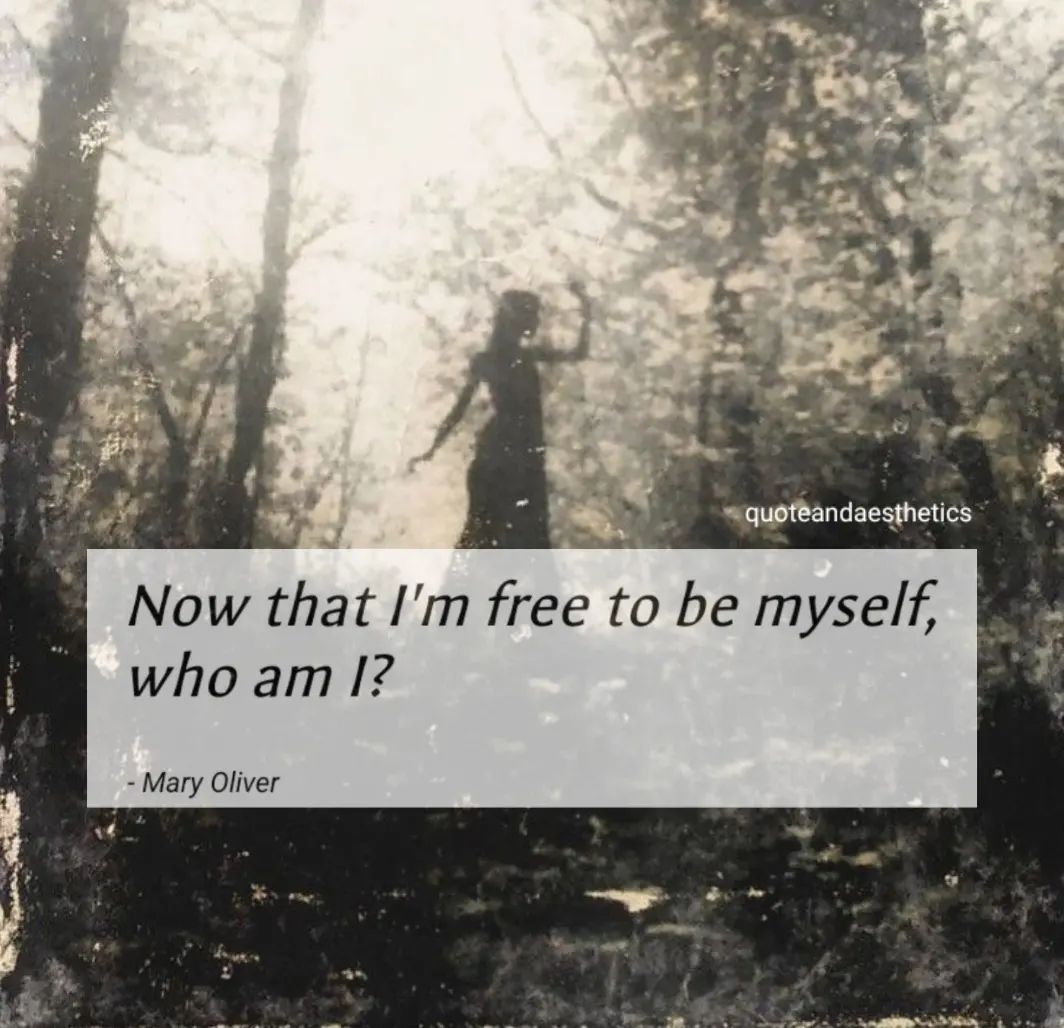 quoteandaesthetics
Now that I'm free to be myself,
who am I?
- Mary Oliver